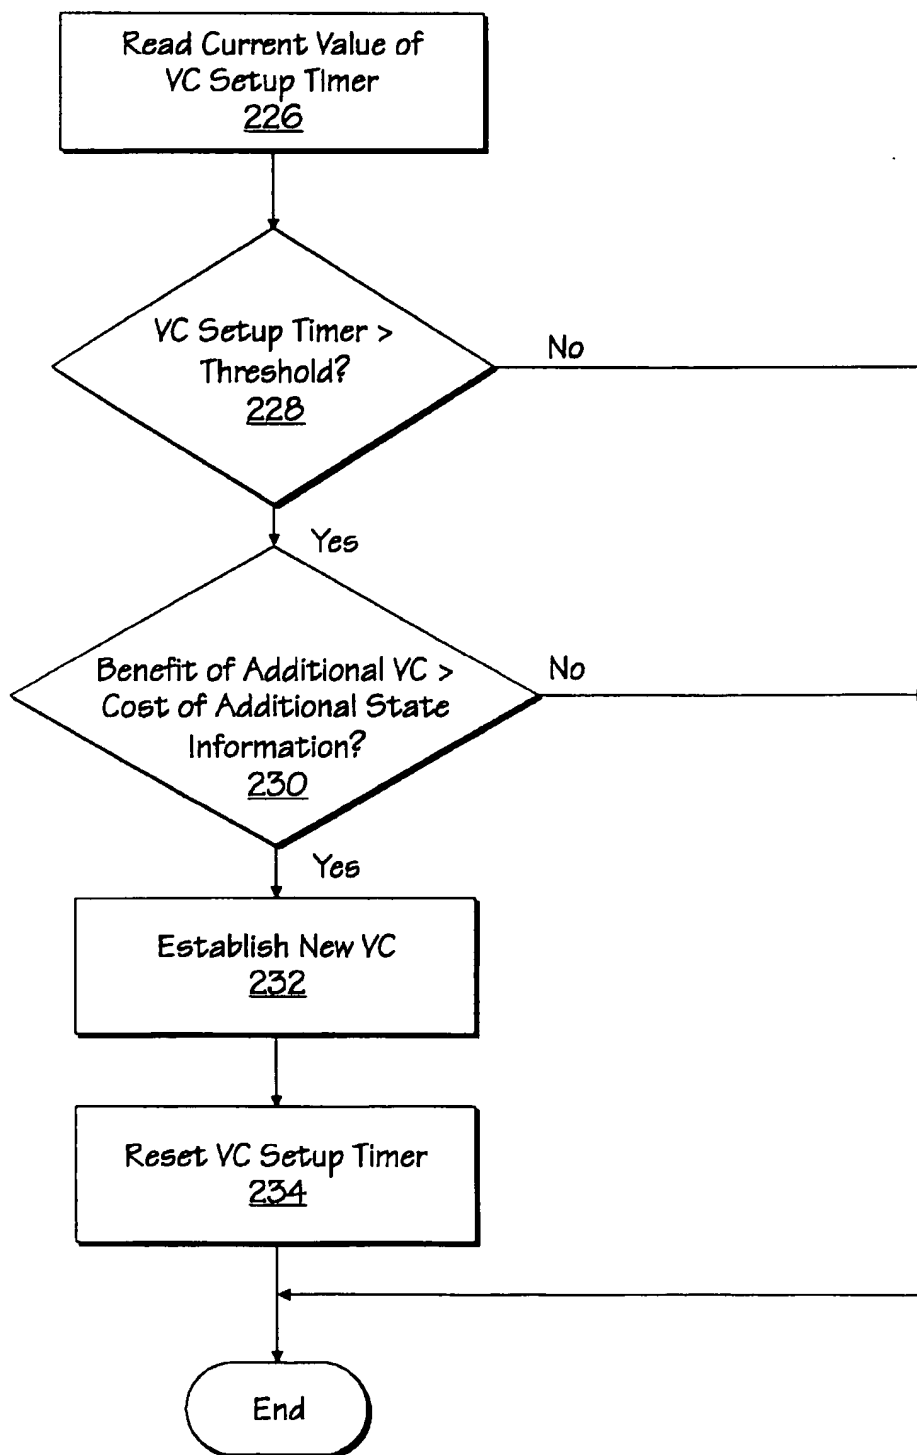 Read Current Value of
VC Setup Timer
226
VC Setup Timer >
Threshold?
228
No
Yes
Benefit of Additional VC >
Cost of Additional State
Information?
230
No
Yes
Establish New VC
232
Reset VC Setup Timer
234
End